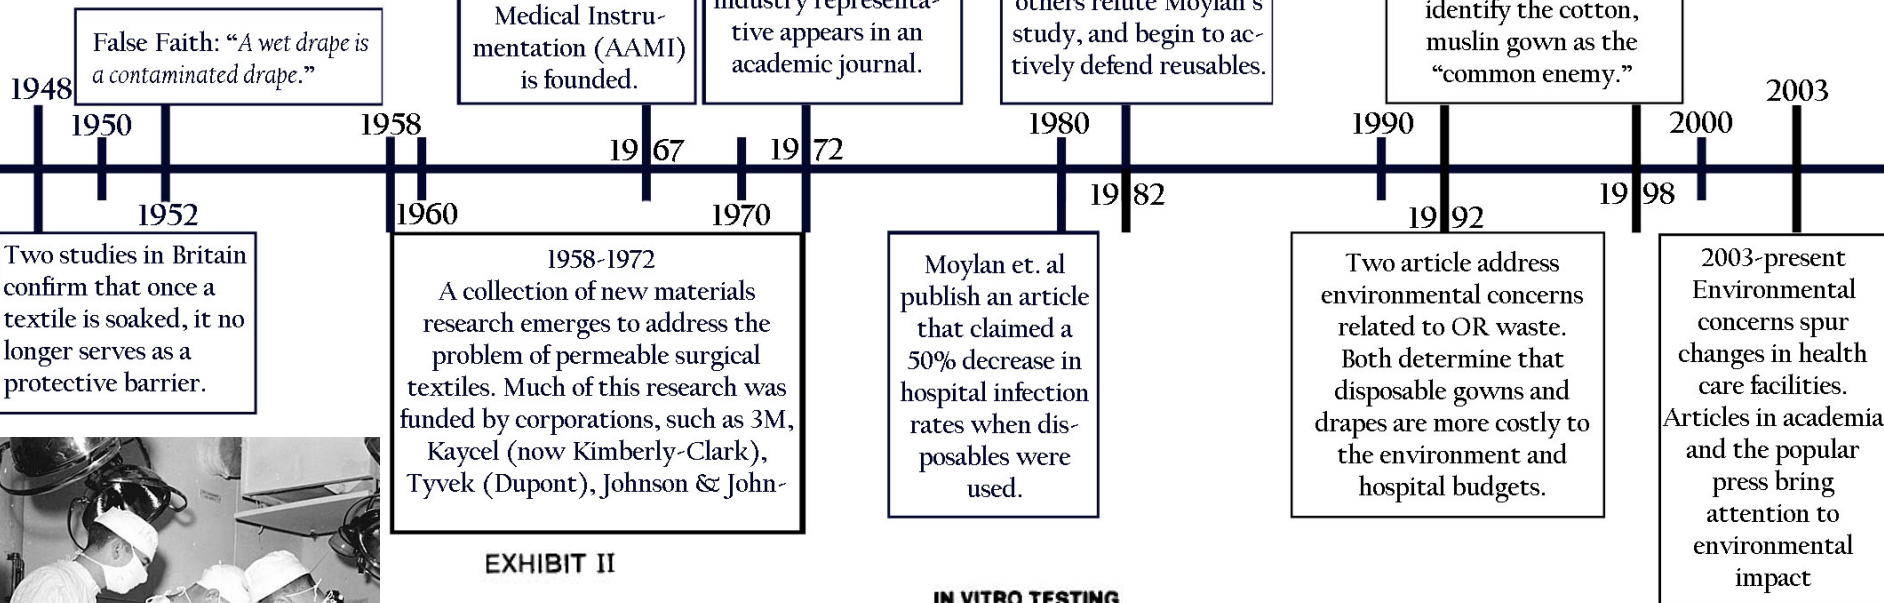 False Faith: “A wet drape is
a contaminated drape.”
Medical Instru-
mentation (AAMI)
is founded.
industry representa-
tive appears in an
academic journal.
others refute Moylan’s
study, and begin to ac-
tively defend reusables.
identify the cotton,
muslin gown as the
“common enemy.”
1948
1950
1952
1958
1960
1967
1970
1972
1980
1982
1990
1992
1998
2000
2003
Two studies in Britain
confirm that once a
textile is soaked, it no
longer serves as a
protective barrier.
1958-1972
A collection of new materials
research emerges to address the
problem of permeable surgical
textiles. Much of this research was
funded by corporations, such as 3M,
Kaycel (now Kimberly-Clark),
Tyvek (Dupont), Johnson & John-
Moylan et. al
publish an article
that claimed a
50% decrease in
hospital infection
rates when dis-
posables were
used.
Two article address
environmental concerns
related to OR waste.
Both determine that
disposable gowns and
drapes are more costly to
the environment and
hospital budgets.
2003-present
Environmental
concerns spur
changes in health
care facilities.
Articles in academia
and the popular
press bring
attention to
environmental
impact
EXHIBIT II
IN VITRO TESTING